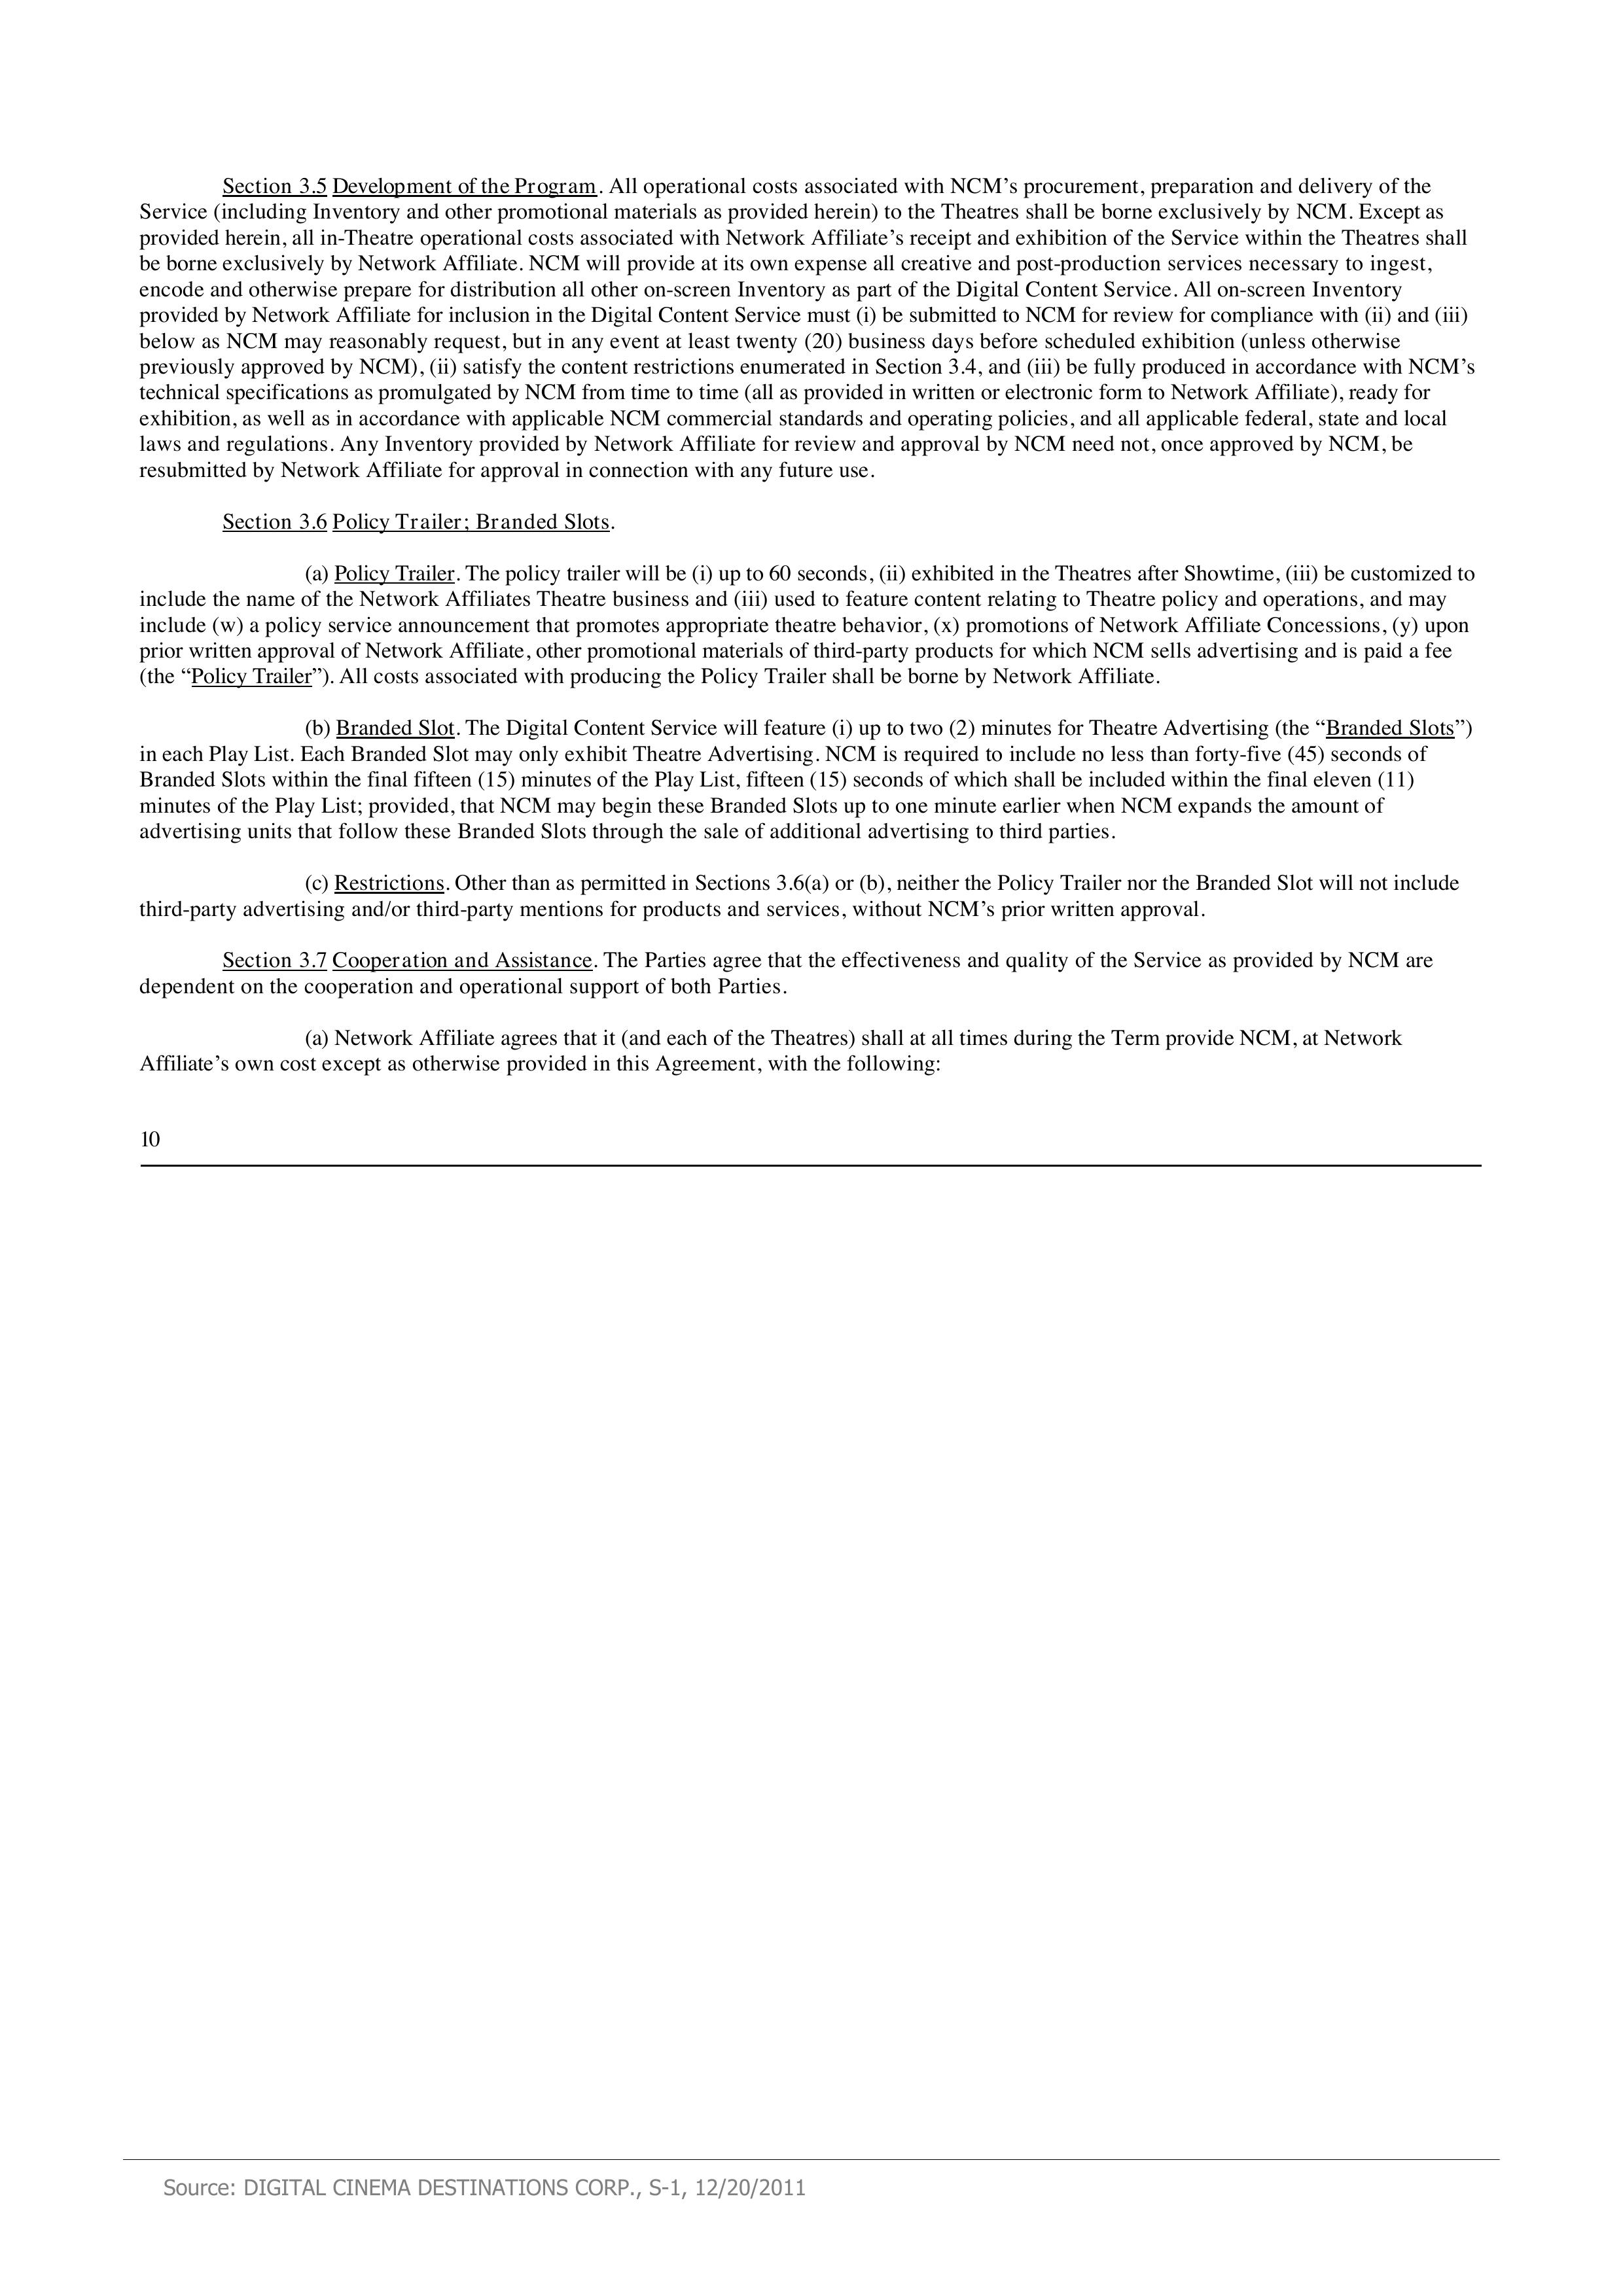 Section 3.5 Development of the Program. All operational costs associated with NCM’s procurement, preparation and delivery of the
Service (including Inventory and other promotional materials as provided herein) to the Theatres shall be borne exclusively by NCM. Except as
provided herein, all in-Theatre operational costs associated with Network Affiliate’s receipt and exhibition of the Service within the Theatres shall
be borne exclusively by Network Affiliate. NCM will provide at its own expense all creative and post-production services necessary to ingest,
encode and otherwise prepare for distribution all other on-screen Inventory as part of the Digital Content Service. All on-screen Inventory
provided by Network Affiliate for inclusion in the Digital Content Service must (i) be submitted to NCM for review for compliance with (ii) and (iii)
below as NCM may reasonably request, but in any event at least twenty (20) business days before scheduled exhibition (unless otherwise
previously approved by NCM), (ii) satisfy the content restrictions enumerated in Section 3.4, and (iii) be fully produced in accordance with NCM’s
technical specifications as promulgated by NCM from time to time (all as provided in written or electronic form to Network Affiliate), ready for
exhibition, as well as in accordance with applicable NCM commercial standards and operating policies, and all applicable federal, state and local
laws and regulations. Any Inventory provided by Network Affiliate for review and approval by NCM need not, once approved by NCM, be
resubmitted by Network Affiliate for approval in connection with any future use.
Section 3.6 Policy Trailer; Branded Slots.
(a) Policy Trailer. The policy trailer will be (i) up to 60 seconds, (ii) exhibited in the Theatres after Showtime, (iii) be customized to
include the name of the Network Affiliates Theatre business and (iii) used to feature content relating to Theatre policy and operations, and may
include (w) a policy service announcement that promotes appropriate theatre behavior, (x) promotions of Network Affiliate Concessions, (y) upon
prior written approval of Network Affiliate, other promotional materials of third-party products for which NCM sells advertising and is paid a fee
(the “Policy Trailer”). All costs associated with producing the Policy Trailer shall be borne by Network Affiliate.
(b) Branded Slot. The Digital Content Service will feature (i) up to two (2) minutes for Theatre Advertising (the “Branded Slots”)
in each Play List. Each Branded Slot may only exhibit Theatre Advertising. NCM is required to include no less than forty-five (45) seconds of
Branded Slots within the final fifteen (15) minutes of the Play List, fifteen (15) seconds of which shall be included within the final eleven (11)
minutes of the Play List; provided, that NCM may begin these Branded Slots up to one minute earlier when NCM expands the amount of
advertising units that follow these Branded Slots through the sale of additional advertising to third parties.
(c) Restrictions. Other than as permitted in Sections 3.6(a) or (b), neither the Policy Trailer nor the Branded Slot will not include
third-party advertising and/or third-party mentions for products and services, without NCM’s prior written approval.
Section 3.7 Cooperation and Assistance. The Parties agree that the effectiveness and quality of the Service as provided by NCM are
dependent on the cooperation and operational support of both Parties.
(a) Network Affiliate agrees that it (and each of the Theatres) shall at all times during the Term provide NCM, at Network
Affiliate’s own cost except as otherwise provided in this Agreement, with the following:
10
Source: DIGITAL CINEMA DESTINATIONS CORP., S-1, 12/20/2011